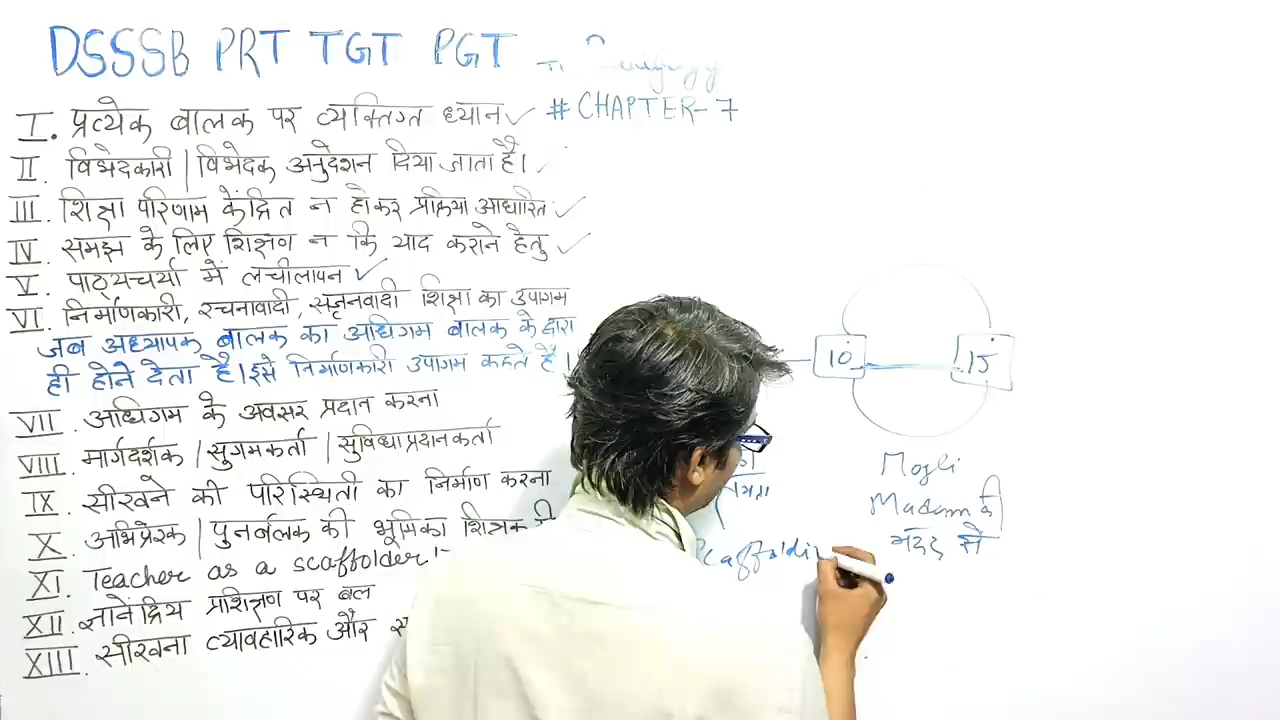 DSSSB PRT TGT PGT
# CHAPTER-7
I. प्रत्येक बालक पर व्यक्तिगत ध्यान ✓
II. विभेदकारी | विभेदक अनुदेशन दिया जाता है। ✓
III. शिक्षा परिणाम केंद्रित न होकर प्रक्रिया आधारित ✓
IV. समझ के लिए शिक्षण न कि याद कराने हेतु ✓
V. पाठ्यचर्या में लचीलापन ✓
VI. निर्माणकारी, रचनावादी, सृजनवादी शिक्षा का उपागम
जब अध्यापक बालक का अधिगम बालक के द्वारा
ही होने देता है। इसे निर्माणकारी उपागम कहते है।
VII. अधिगम के अवसर प्रदान करना
VIII. मार्गदर्शक | सुगमकर्ता | सुविधाप्रदानकर्ता
IX. सीखने की परिस्थिती का निर्माण करना
X. अभिप्रेरक | पुनर्बलक की भूमिका शिक्षक
XI. Teacher as a scaffolder
XII. ज्ञानेंद्रिय प्रशिक्षण पर बल
XIII. सीखना व्यावहारिक और
10
15
Mogli
Madam की
मदद से
Scaffoldi